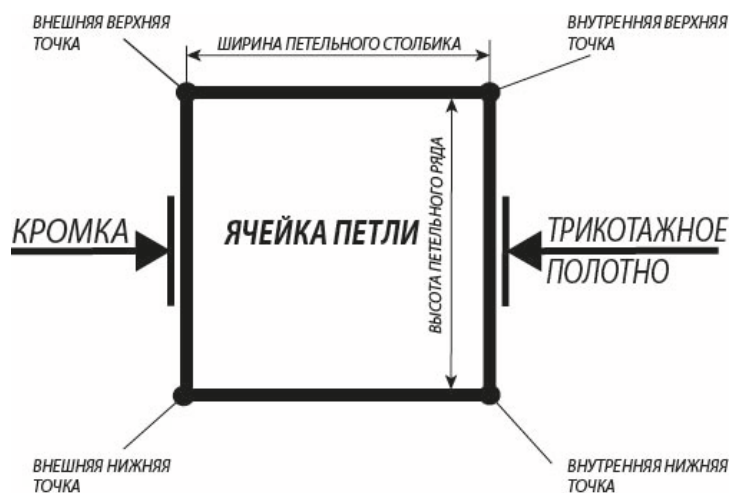 ВНЕШНЯЯ ВЕРХНЯЯ
ТОЧКА
ВНУТРЕННЯЯ ВЕРХНЯЯ
ТОЧКА
ШИРИНА ПЕТЕЛЬНОГО СТОЛБИКА
КРОМКА
ЯЧЕЙКА ПЕТЛИ
ВЫСОТА ПЕТЕЛЬНОГО РЯДА
ТРИКОТАЖНОЕ
ПОЛОТНО
ВНЕШНЯЯ НИЖНЯЯ
ТОЧКА
ВНУТРЕННЯЯ НИЖНЯЯ
ТОЧКА